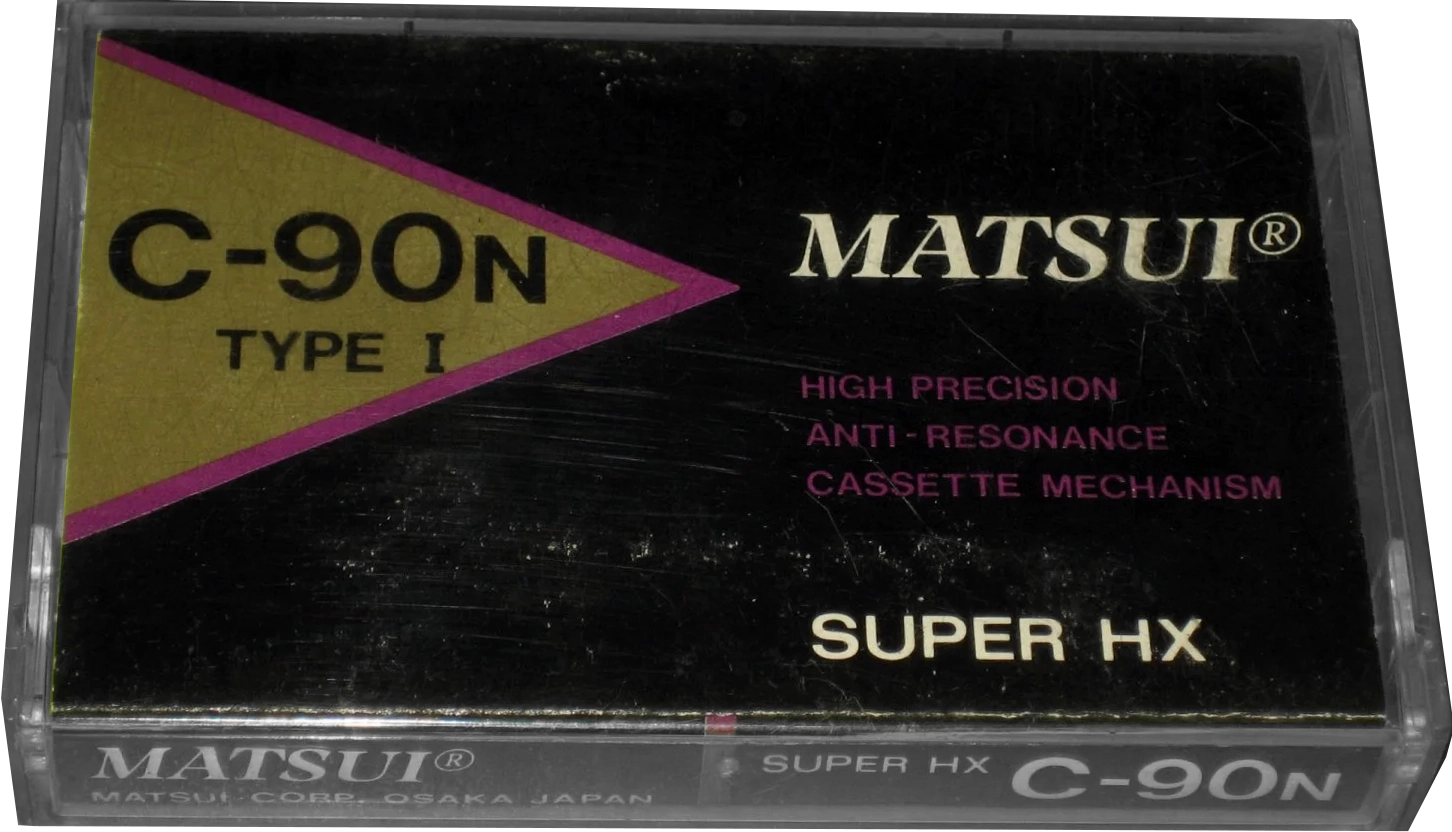 C-90N
TYPE I
MATSUI®
HIGH PRECISION
ANTI-RESONANCE
CASSETTE MECHANISM
SUPER HX
MATSUI®
MATSUI CORP. OSAKA JAPAN
SUPER HX C-90N